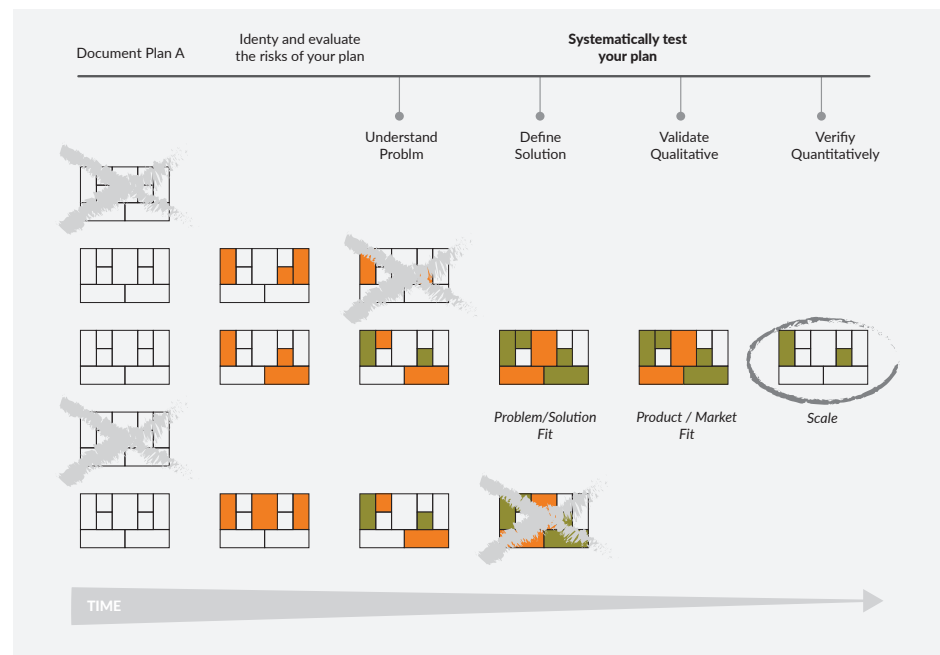 Document Plan A
Identy and evaluate
the risks of your plan
Systematically test
your plan
Understand
Problm
Define
Solution
Validate
Qualitative
Verifiy
Quantitatively
Problem/Solution
Fit
Product / Market
Fit
Scale
TIME